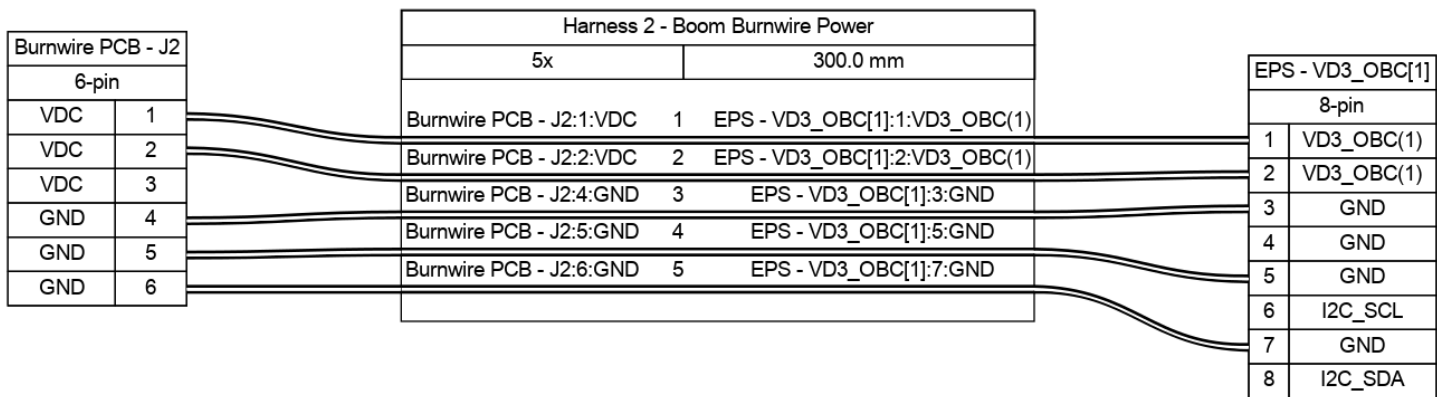 Burnwire PCB - J2
6-pin
VDC 1
VDC 2
VDC 3
GND 4
GND 5
GND 6
Harness 2 - Boom Burnwire Power
5x 300.0 mm
Burnwire PCB - J2:1:VDC 1 EPS - VD3_OBC[1]:1:VD3_OBC(1)
Burnwire PCB - J2:2:VDC 2 EPS - VD3_OBC[1]:2:VD3_OBC(1)
Burnwire PCB - J2:4:GND 3 EPS - VD3_OBC[1]:3:GND
Burnwire PCB - J2:5:GND 4 EPS - VD3_OBC[1]:5:GND
Burnwire PCB - J2:6:GND 5 EPS - VD3_OBC[1]:7:GND
EPS - VD3_OBC[1]
8-pin
1 VD3_OBC(1)
2 VD3_OBC(1)
3 GND
4 GND
5 GND
6 I2C_SCL
7 GND
8 I2C_SDA